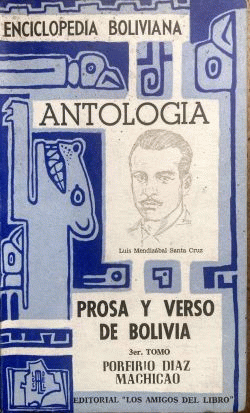 ENCICLOPEDIA BOLIVIANA
ANTOLOGIA
Luis Mendizábal Santa Cruz
PROSA Y VERSO
DE BOLIVIA
3er. TOMO
PORFIRIO DIAZ
MACHICAO
EDITORIAL "LOS AMIGOS DEL LIBRO"